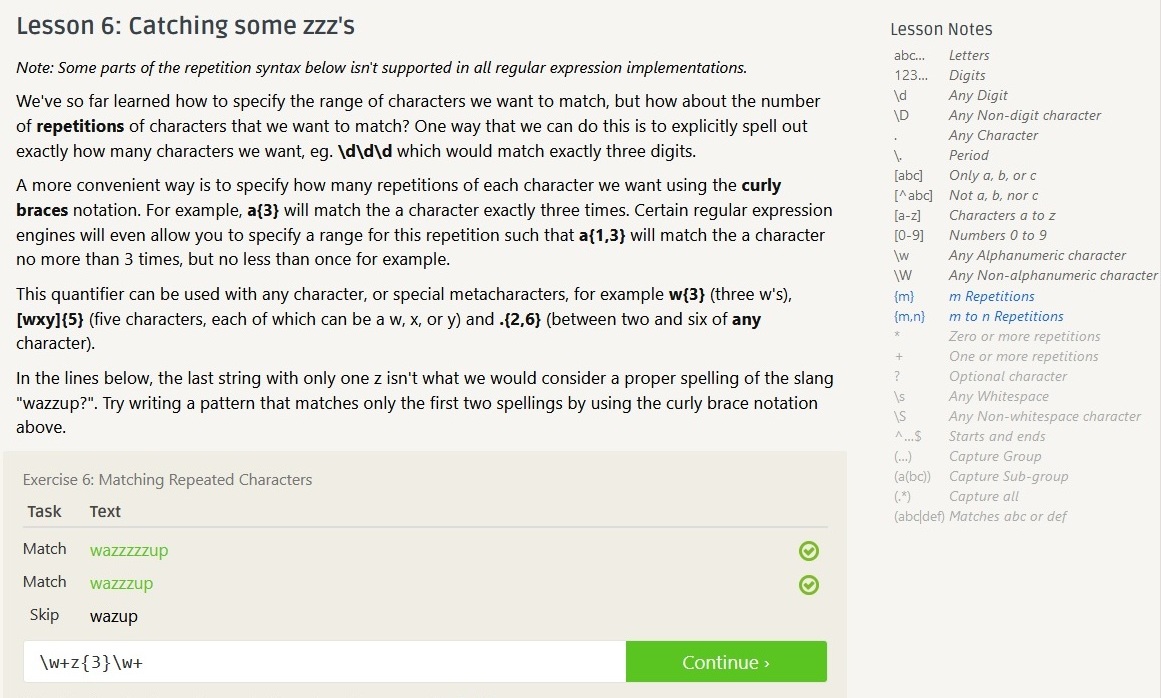 Lesson 6: Catching some zzz's
Note: Some parts of the repetition syntax below isn't supported in all regular expression implementations.
We've so far learned how to specify the range of characters we want to match, but how about the number
of repetitions of characters that we want to match? One way that we can do this is to explicitly spell out
exactly how many characters we want, eg. \d\d\d which would match exactly three digits.
A more convenient way is to specify how many repetitions of each character we want using the curly
braces notation. For example, a{3} will match the a character exactly three times. Certain regular expression
engines will even allow you to specify a range for this repetition such that a{1,3} will match the a character
no more than 3 times, but no less than once for example.
This quantifier can be used with any character, or special metacharacters, for example w{3} (three w's),
[wxy]{5} (five characters, each of which can be a w, x, or y) and .{2,6} (between two and six of any
character).
In the lines below, the last string with only one z isn't what we would consider a proper spelling of the slang
"wazzup?". Try writing a pattern that matches only the first two spellings by using the curly brace notation
above.
Exercise 6: Matching Repeated Characters
Task Text
Match wazzzzzup
Match wazzzup
Skip wazup
\w+z{3}\w+
Continue ›
Lesson Notes
abc... Letters
123... Digits
\d Any Digit
\D Any Non-digit character
. Any Character
\. Period
[abc] Only a, b, or c
[^abc] Not a, b, nor c
[a-z] Characters a to z
[0-9] Numbers 0 to 9
\w Any Alphanumeric character
\W Any Non-alphanumeric character
{m} m Repetitions
{m,n} m to n Repetitions
* Zero or more repetitions
+ One or more repetitions
? Optional character
\s Any Whitespace
\S Any Non-whitespace character
^...$ Starts and ends
(...) Capture Group
(a(bc)) Capture Sub-group
(.*) Capture all
(abc|def) Matches abc or def